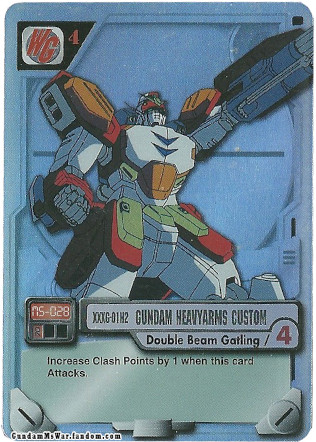 WG 4
MS-028
R
XXXG-01H2 GUNDAM HEAVYARMS CUSTOM
Double Beam Gatling / 4
Increase Clash Points by 1 when this card
Attacks.
GundamMsWar.fandom.com